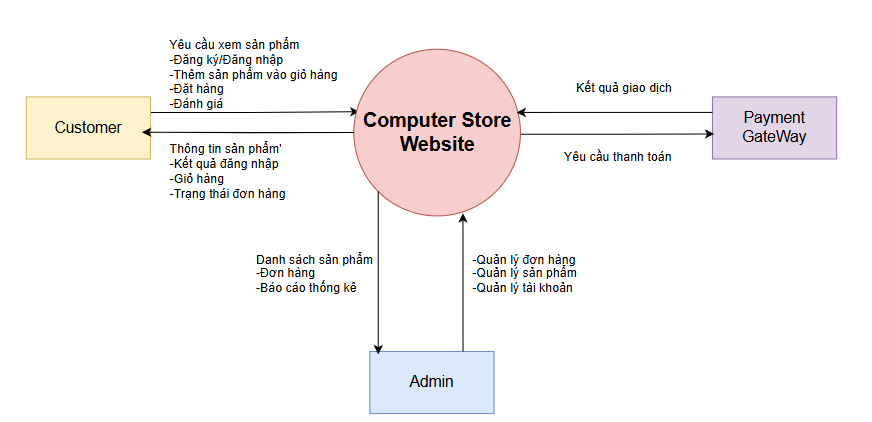 Yêu cầu xem sản phẩm
-Đăng ký/Đăng nhập
-Thêm sản phẩm vào giỏ hàng
-Đặt hàng
-Đánh giá
Customer
Thông tin sản phẩm'
-Kết quả đăng nhập
-Giỏ hàng
-Trạng thái đơn hàng
Computer Store
Website
Kết quả giao dịch
Payment
GateWay
Yêu cầu thanh toán
Danh sách sản phẩm
-Đơn hàng
-Báo cáo thống kê
-Quản lý đơn hàng
-Quản lý sản phẩm
-Quản lý tài khoản
Admin